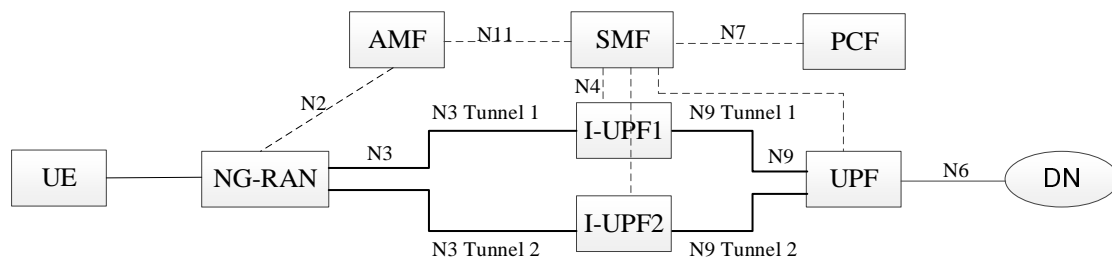 AMF
N11
SMF
N7
PCF
N2
N4
N3 Tunnel 1
I-UPF1
N9 Tunnel 1
UE
NG-RAN
N3
N9
UPF
N6
DN
I-UPF2
N3 Tunnel 2
N9 Tunnel 2